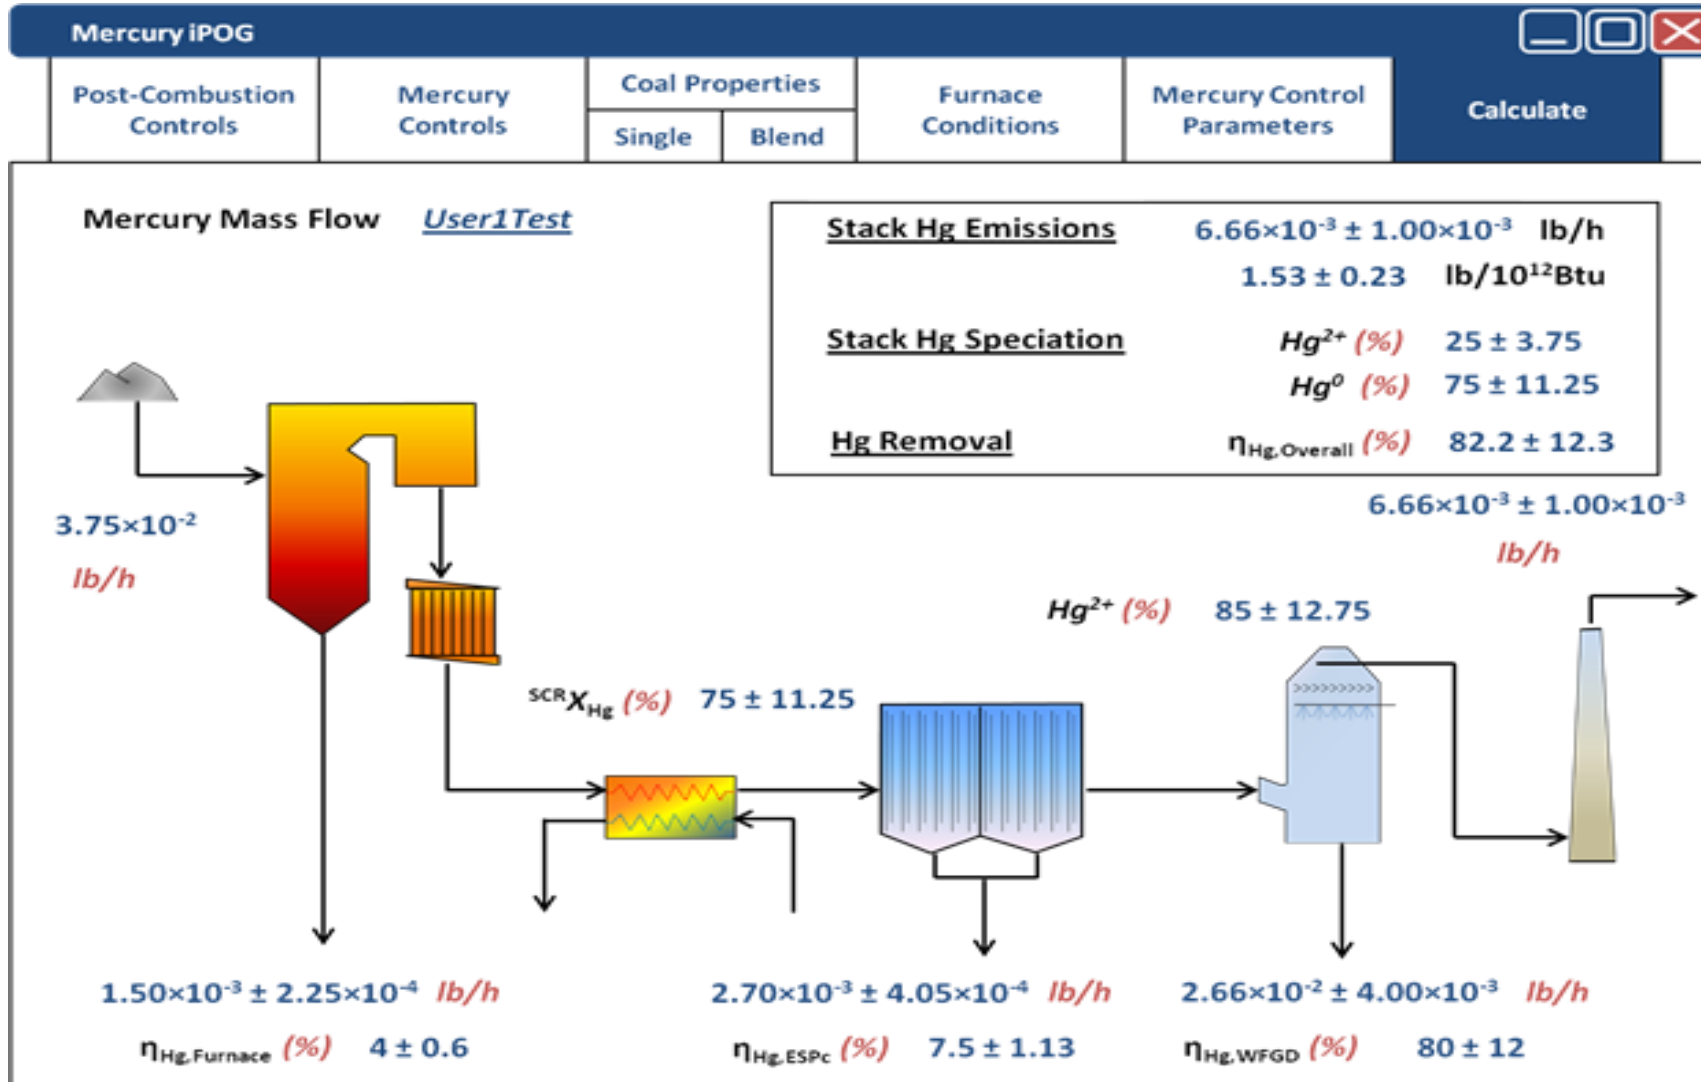 Mercury iPOG
Post-Combustion
Controls
Mercury
Controls
Coal Properties
Single
Blend
Furnace
Conditions
Mercury Control
Parameters
Calculate
Mercury Mass Flow User1Test
Stack Hg Emissions 6.66×10⁻³ ± 1.00×10⁻³ lb/h
1.53 ± 0.23 lb/10¹²Btu
Stack Hg Speciation Hg²⁺ (%) 25 ± 3.75
Hg⁰ (%) 75 ± 11.25
Hg Removal ηHg,Overall (%) 82.2 ± 12.3
3.75×10⁻²
lb/h
6.66×10⁻³ ± 1.00×10⁻³
lb/h
Hg²⁺ (%) 85 ± 12.75
SCRXHg (%) 75 ± 11.25
1.50×10⁻³ ± 2.25×10⁻⁴ lb/h
ηHg,Furnace (%) 4 ± 0.6
2.70×10⁻³ ± 4.05×10⁻⁴ lb/h
ηHg,ESPc (%) 7.5 ± 1.13
2.66×10⁻² ± 4.00×10⁻³ lb/h
ηHg,WFGD (%) 80 ± 12